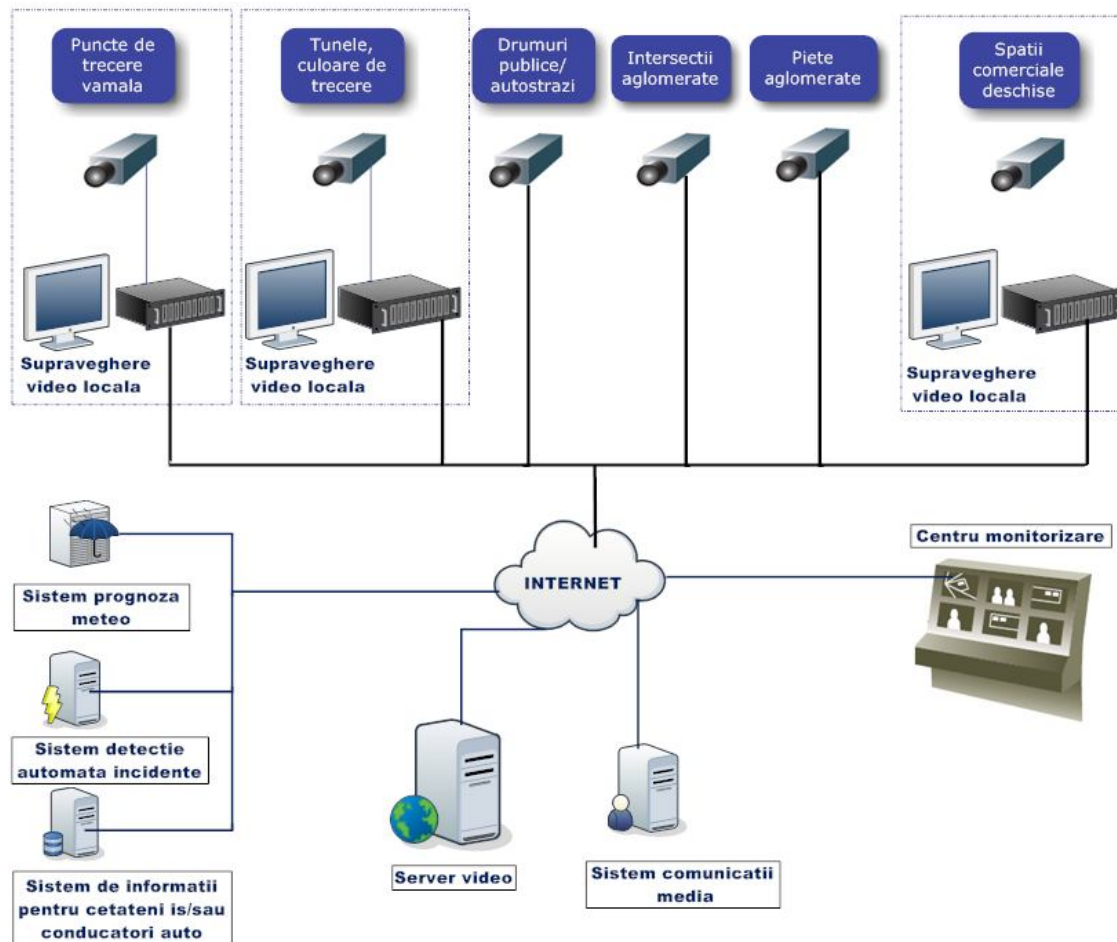 Puncte de
trecere
vamala
Tunele,
culoare de
trecere
Drumuri
publice/
autostrazi
Intersectii
aglomerate
Piete
aglomerate
Spatii
comerciale
deschise
Supraveghere
video locala
Supraveghere
video locala
Supraveghere
video locala
INTERNET
Centru monitorizare
Sistem prognoza
meteo
Sistem detectie
automata incidente
Sistem de informatii
pentru cetateni is/sau
conducatori auto
Server video
Sistem comunicatii
media